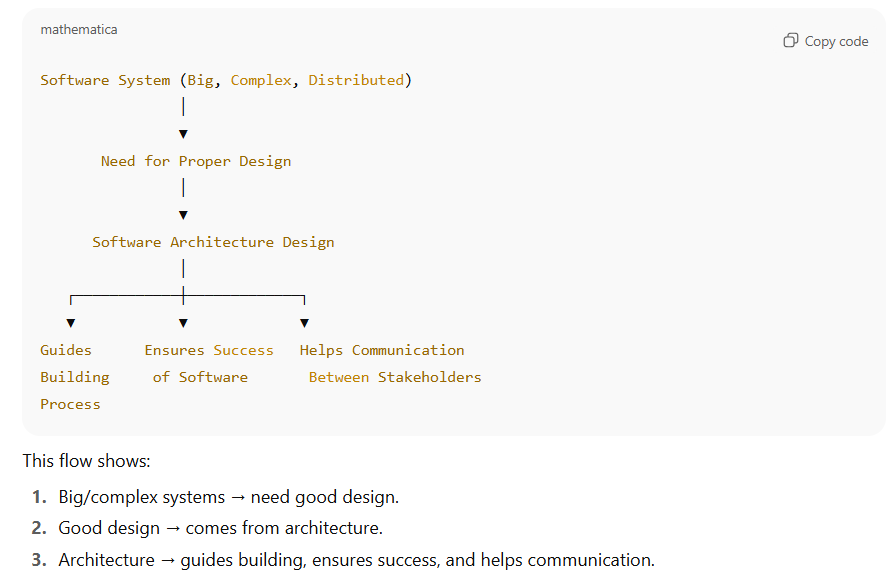 mathematica
Copy code
Software System (Big, Complex, Distributed)
Need for Proper Design
Software Architecture Design
Guides Ensures Success Helps Communication
Building of Software Between Stakeholders
Process
This flow shows:
1. Big/complex systems → need good design.
2. Good design → comes from architecture.
3. Architecture → guides building, ensures success, and helps communication.